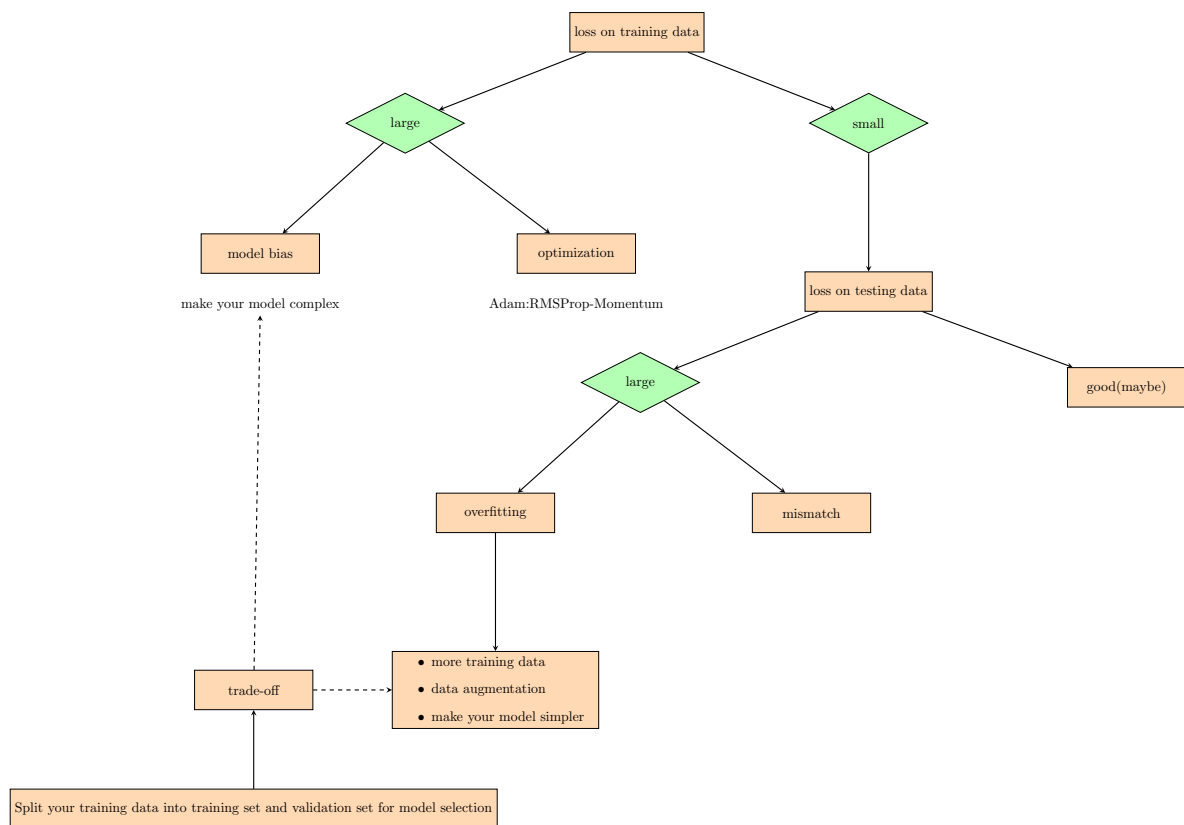 loss on training data
large
small
model bias
optimization
make your model complex
Adam:RMSProp-Momentum
loss on testing data
large
good(maybe)
overfitting
mismatch
trade-off
• more training data
• data augmentation
• make your model simpler
Split your training data into training set and validation set for model selection